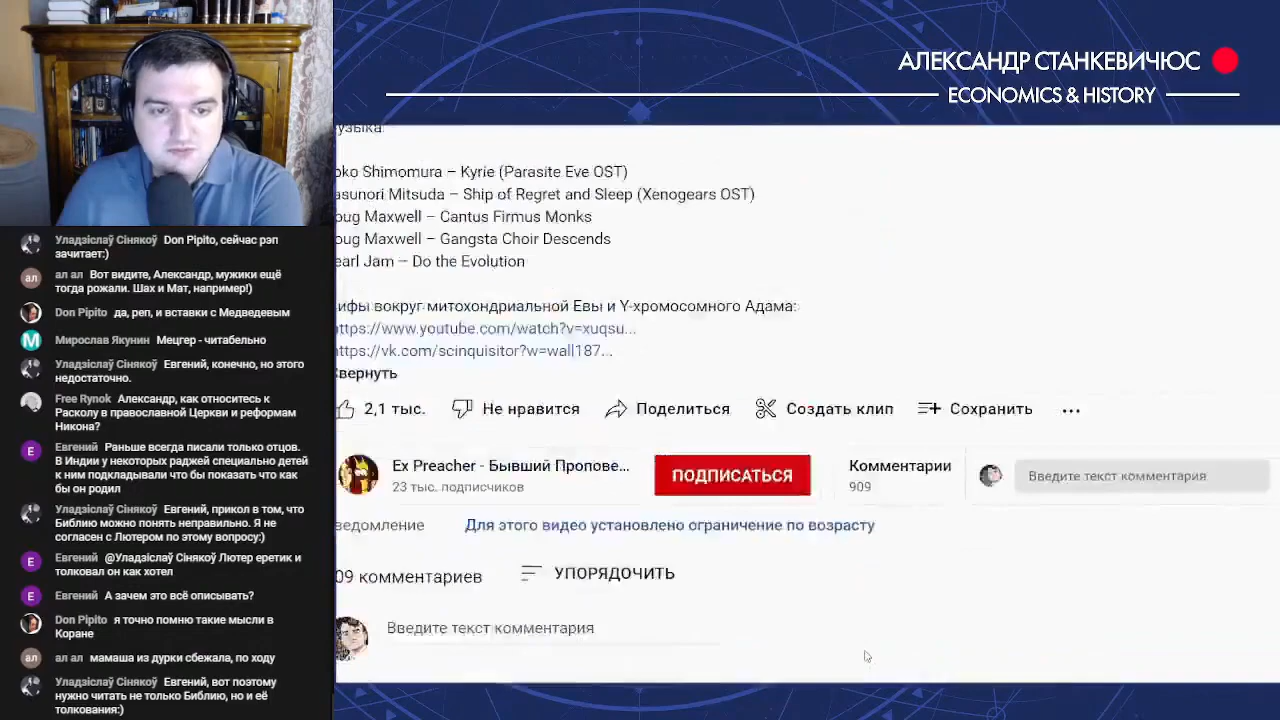 АЛЕКСАНДР СТАНКЕВИЧЮС
ECONOMICS & HISTORY
узыка:
oko Shimomura – Kyrie (Parasite Eve OST)
asunori Mitsuda – Ship of Regret and Sleep (Xenogears OST)
oug Maxwell – Cantus Firmus Monks
oug Maxwell – Gangsta Choir Descends
earl Jam – Do the Evolution
ифы вокруг митохондриальной Евы и Y-хромосомного Адама:
https://www.youtube.com/watch?v=xuqsu...
https://vk.com/scinquisitor?w=wall187...
Свернуть
2,1 тыс. Не нравится Поделиться Создать клип Сохранить ...
Ex Preacher - Бывший Пропове...
23 тыс. подписчиков
ПОДПИСАТЬСЯ
Комментарии
909
Введите текст комментария
ведомление Для этого видео установлено ограничение по возрасту
09 комментариев УПОРЯДОЧИТЬ
Введите текст комментария
Уладзіслаў Сінякоў Don Pipito, сейчас рэп
зачитает:)
ал ал ал Вот видите, Александр, мужики ещё
тогда рожали. Шах и Мат, например!)
Don Pipito да, реп, и вставки с Медведевым
М Мирослав Якунин Мецгер - читабельно
Уладзіслаў Сінякоў Евгений, конечно, но этого
недостаточно.
Free Rynok Александр, как относитесь к
Расколу в православной Церкви и реформам
Никона?
Е Евгений Раньше всегда писали только отцов.
В Индии у некоторых раджей специально детей
к ним подкладывали что бы показать что как
бы он родил
Уладзіслаў Сінякоў Евгений, прикол в том, что
Библию можно понять неправильно. Я не
согласен с Лютером по этому вопросу:)
Е Евгений @Уладзіслаў Сінякоў Лютер еретик и
толковал он как хотел
Е Евгений А зачем это всё описывать?
Don Pipito я точно помню такие мысли в
Коране
ал ал ал мамаша из дурки сбежала, по ходу
Уладзіслаў Сінякоў Евгений, вот поэтому
нужно читать не только Библию, но и её
толкования:)